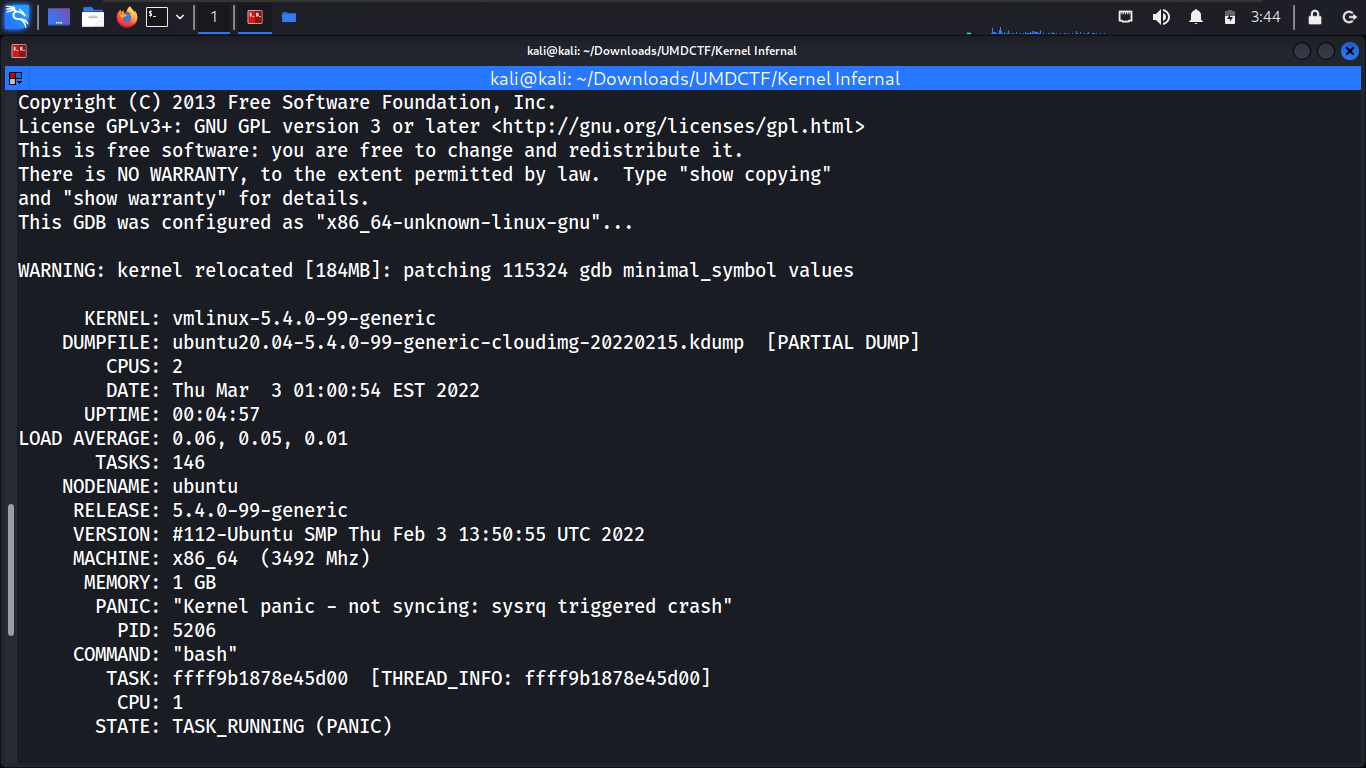 1
3:44
kali@kali: ~/Downloads/UMDCTF/Kernel Infernal
kali@kali: ~/Downloads/UMDCTF/Kernel Infernal
Copyright (C) 2013 Free Software Foundation, Inc.
License GPLv3+: GNU GPL version 3 or later <http://gnu.org/licenses/gpl.html>
This is free software: you are free to change and redistribute it.
There is NO WARRANTY, to the extent permitted by law.  Type "show copying"
and "show warranty" for details.
This GDB was configured as "x86_64-unknown-linux-gnu"...
WARNING: kernel relocated [184MB]: patching 115324 gdb minimal_symbol values
KERNEL: vmlinux-5.4.0-99-generic
DUMPFILE: ubuntu20.04-5.4.0-99-generic-cloudimg-20220215.kdump  [PARTIAL DUMP]
CPUS: 2
DATE: Thu Mar  3 01:00:54 EST 2022
UPTIME: 00:04:57
LOAD AVERAGE: 0.06, 0.05, 0.01
TASKS: 146
NODENAME: ubuntu
RELEASE: 5.4.0-99-generic
VERSION: #112-Ubuntu SMP Thu Feb 3 13:50:55 UTC 2022
MACHINE: x86_64  (3492 Mhz)
MEMORY: 1 GB
PANIC: "Kernel panic - not syncing: sysrq triggered crash"
PID: 5206
COMMAND: "bash"
TASK: ffff9b1878e45d00  [THREAD_INFO: ffff9b1878e45d00]
CPU: 1
STATE: TASK_RUNNING (PANIC)